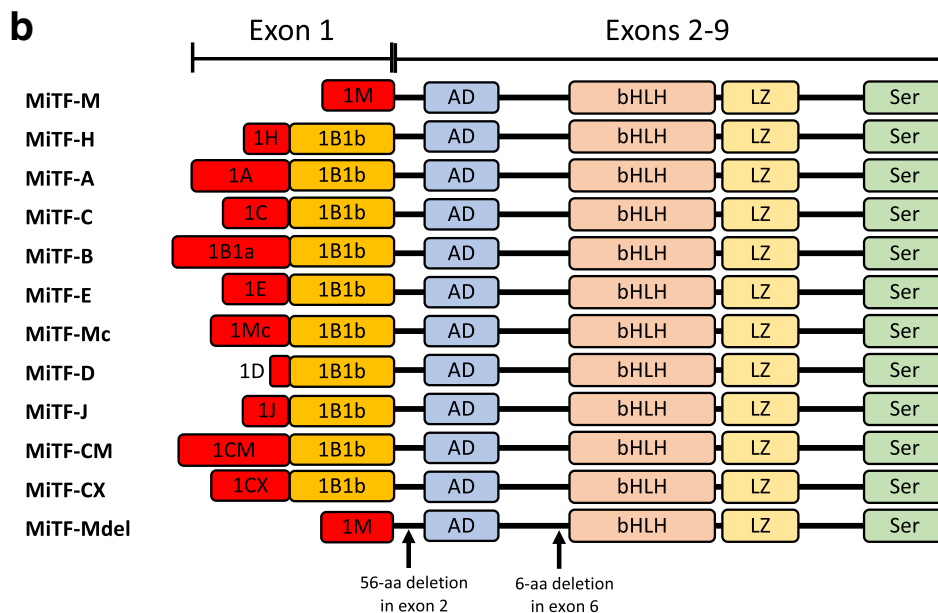 b
Exon 1 Exons 2-9
MiTF-M 1M AD bHLH LZ Ser
MiTF-H 1H 1B1b AD bHLH LZ Ser
MiTF-A 1A 1B1b AD bHLH LZ Ser
MiTF-C 1C 1B1b AD bHLH LZ Ser
MiTF-B 1B1a 1B1b AD bHLH LZ Ser
MiTF-E 1E 1B1b AD bHLH LZ Ser
MiTF-Mc 1Mc 1B1b AD bHLH LZ Ser
MiTF-D 1D 1B1b AD bHLH LZ Ser
MiTF-J 1J 1B1b AD bHLH LZ Ser
MiTF-CM 1CM 1B1b AD bHLH LZ Ser
MiTF-CX 1CX 1B1b AD bHLH LZ Ser
MiTF-Mdel 1M AD bHLH LZ Ser
56-aa deletion 6-aa deletion
in exon 2 in exon 6